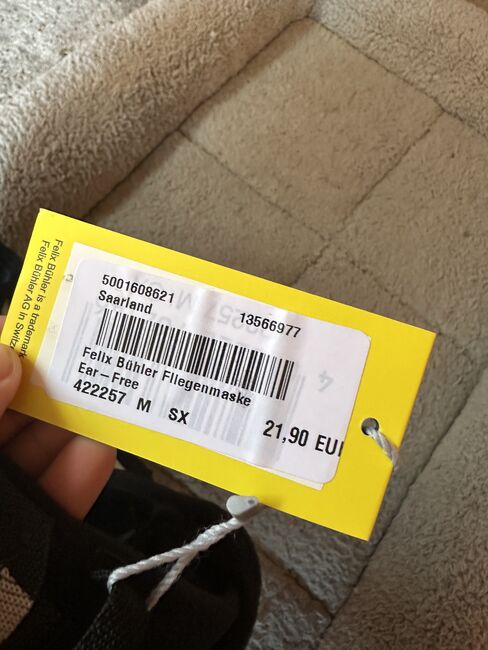 Felix Bühler is a trademark
Felix Bühler AG in Switz
5001608621 13566977
Saarland
Felix Bühler Fliegenmaske
Ear-Free
422257 M SX 21,90 EUR